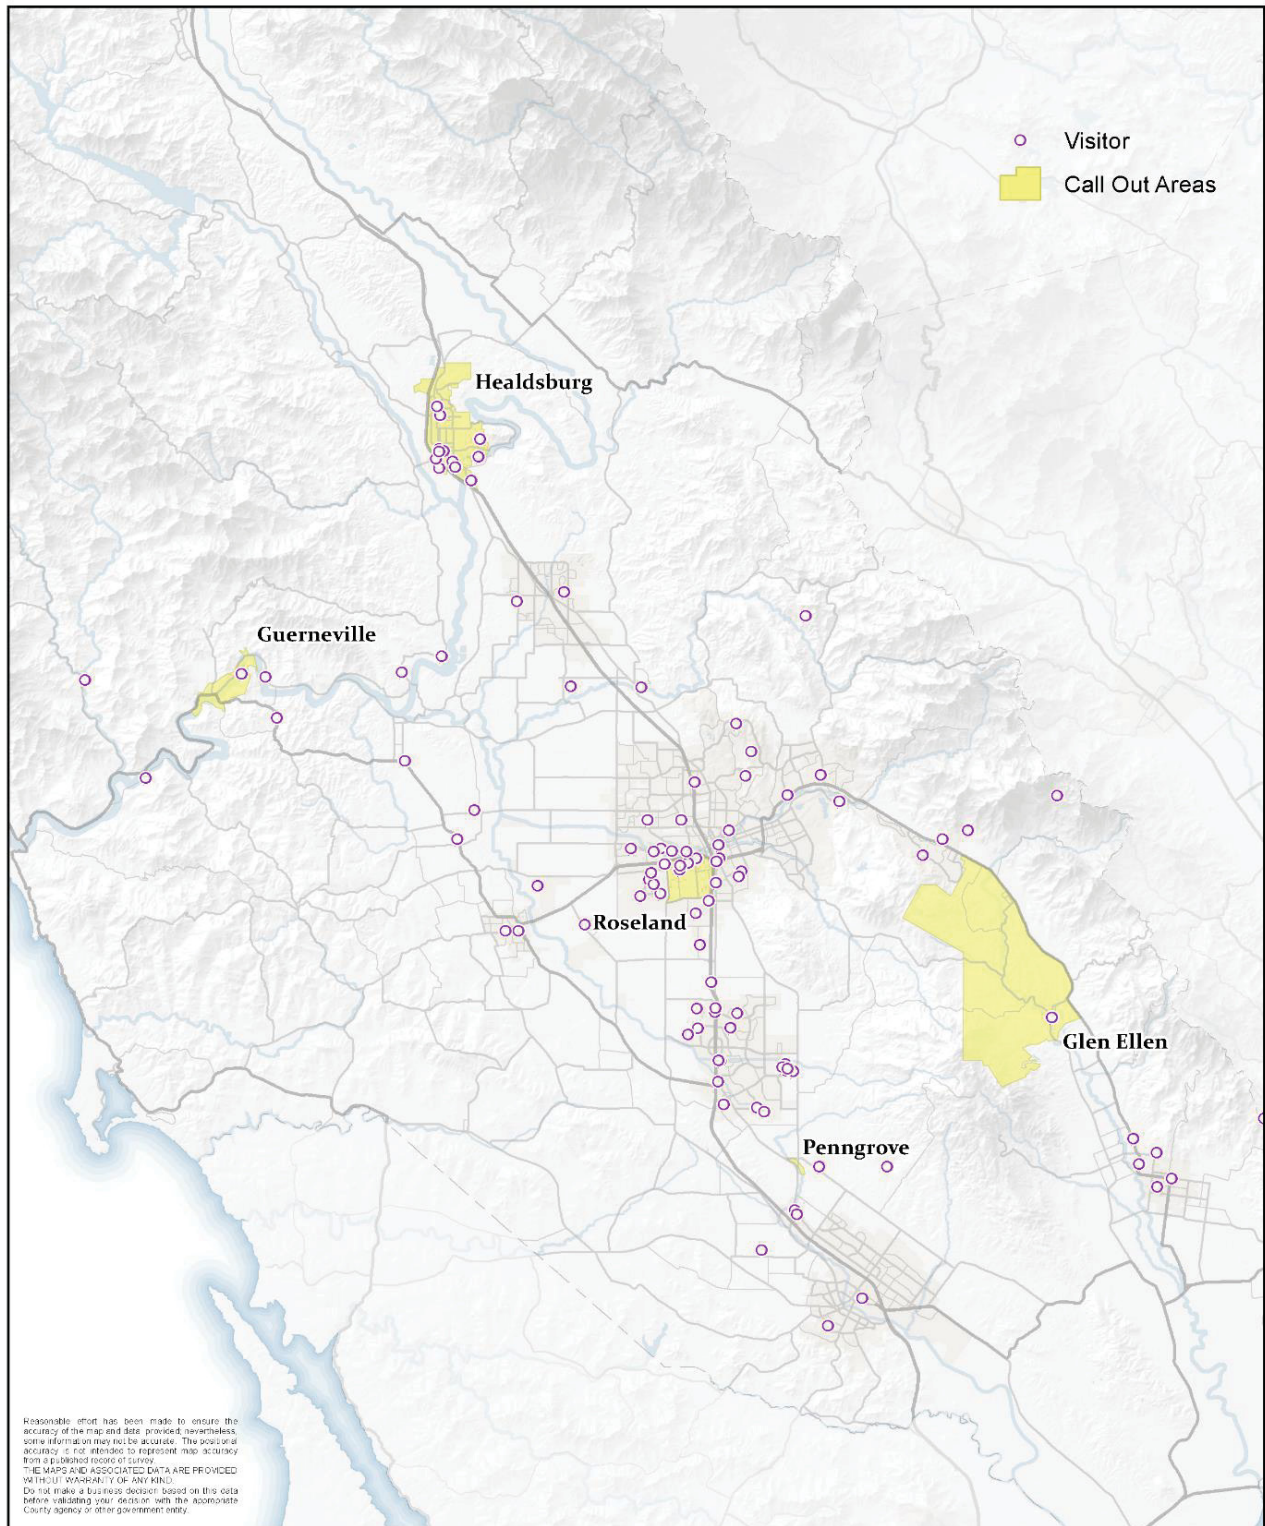 Visitor
Call Out Areas
Healdsburg
Guerneville
Roseland
Glen Ellen
Penngrove
Reasonable effort has been made to ensure the
accuracy of the map and data provided; nevertheless,
some information may not be accurate. The positional
accuracy is not intended to represent map accuracy
from a published record of survey.
THE MAPS AND ASSOCIATED DATA ARE PROVIDED
WITHOUT WARRANTY OF ANY KIND.
Do not make a business decision based on this data
before validating your decision with the appropriate
County agency or other government entity.